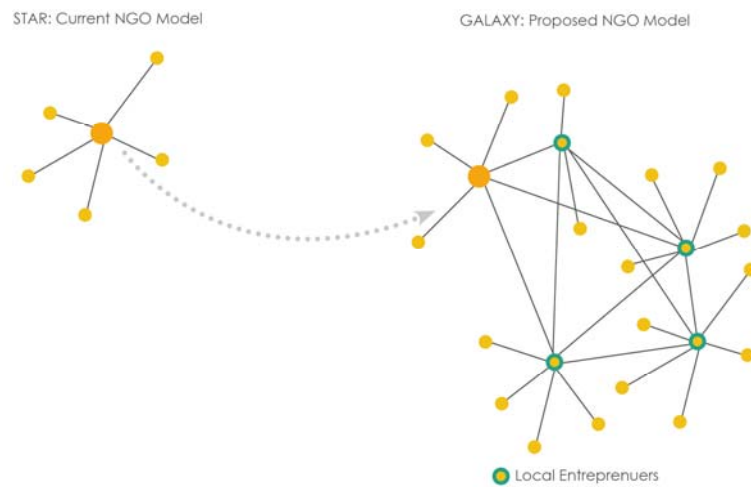 STAR: Current NGO Model
GALAXY: Proposed NGO Model
Local Entreprenuers